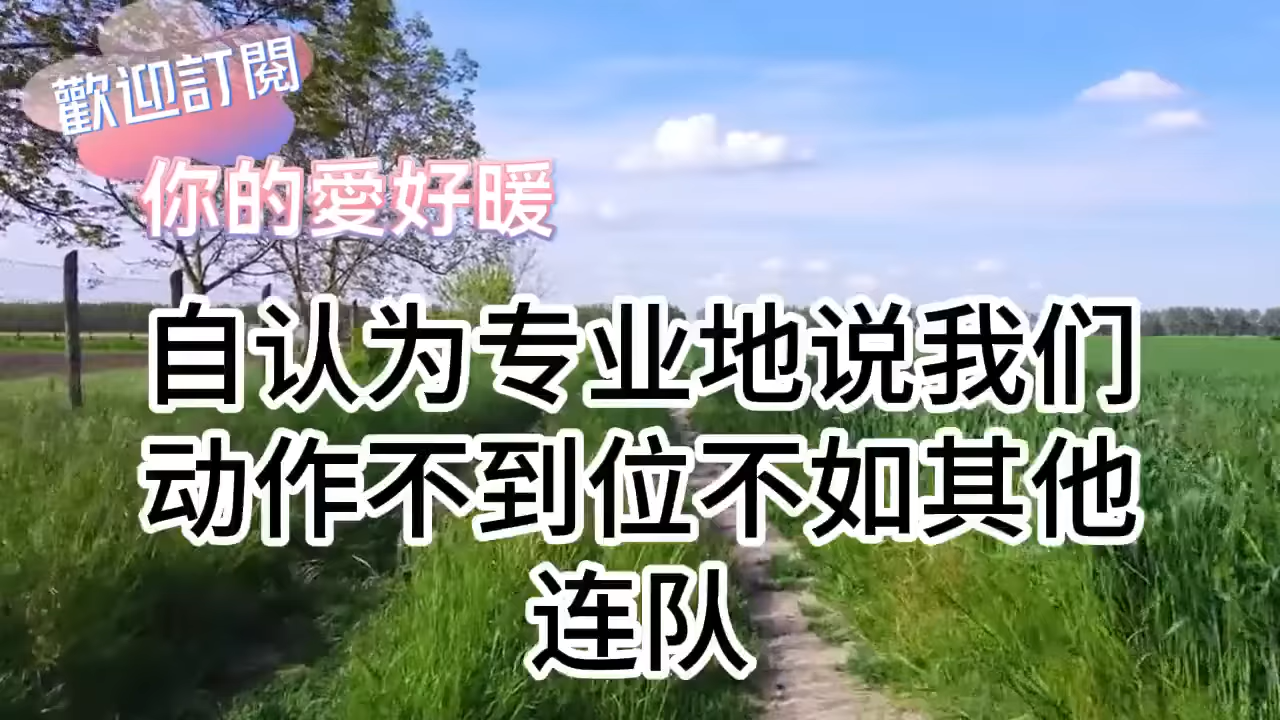 歡迎訂閱
你的愛好暖
自认为专业地说我们
动作不到位不如其他
连队